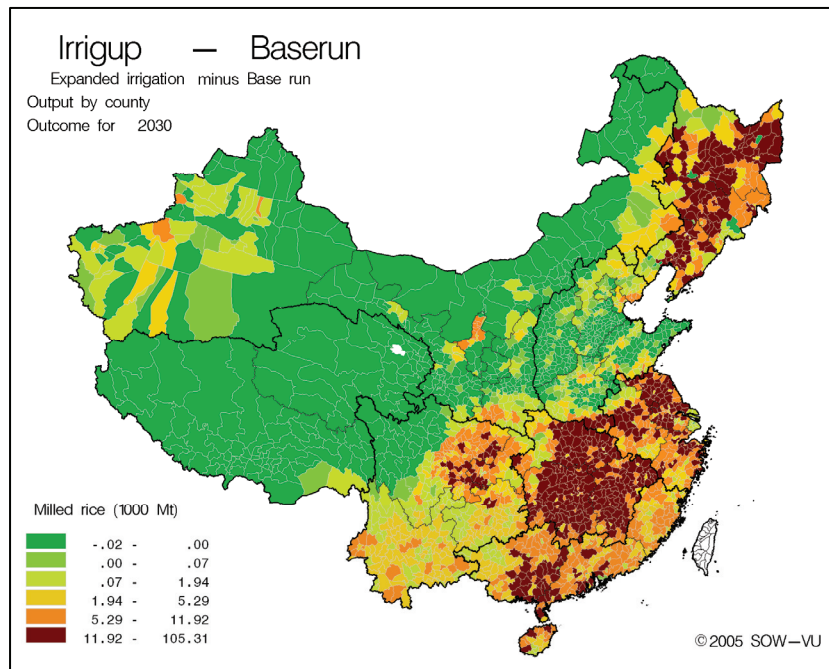 Irrigup — Baserun
Expanded irrigation minus Base run
Output by county
Outcome for 2030
Milled rice (1000 Mt)
-.02 - .00
.00 - .07
.07 - 1.94
1.94 - 5.29
5.29 - 11.92
11.92 - 105.31
©2005 SOW—VU